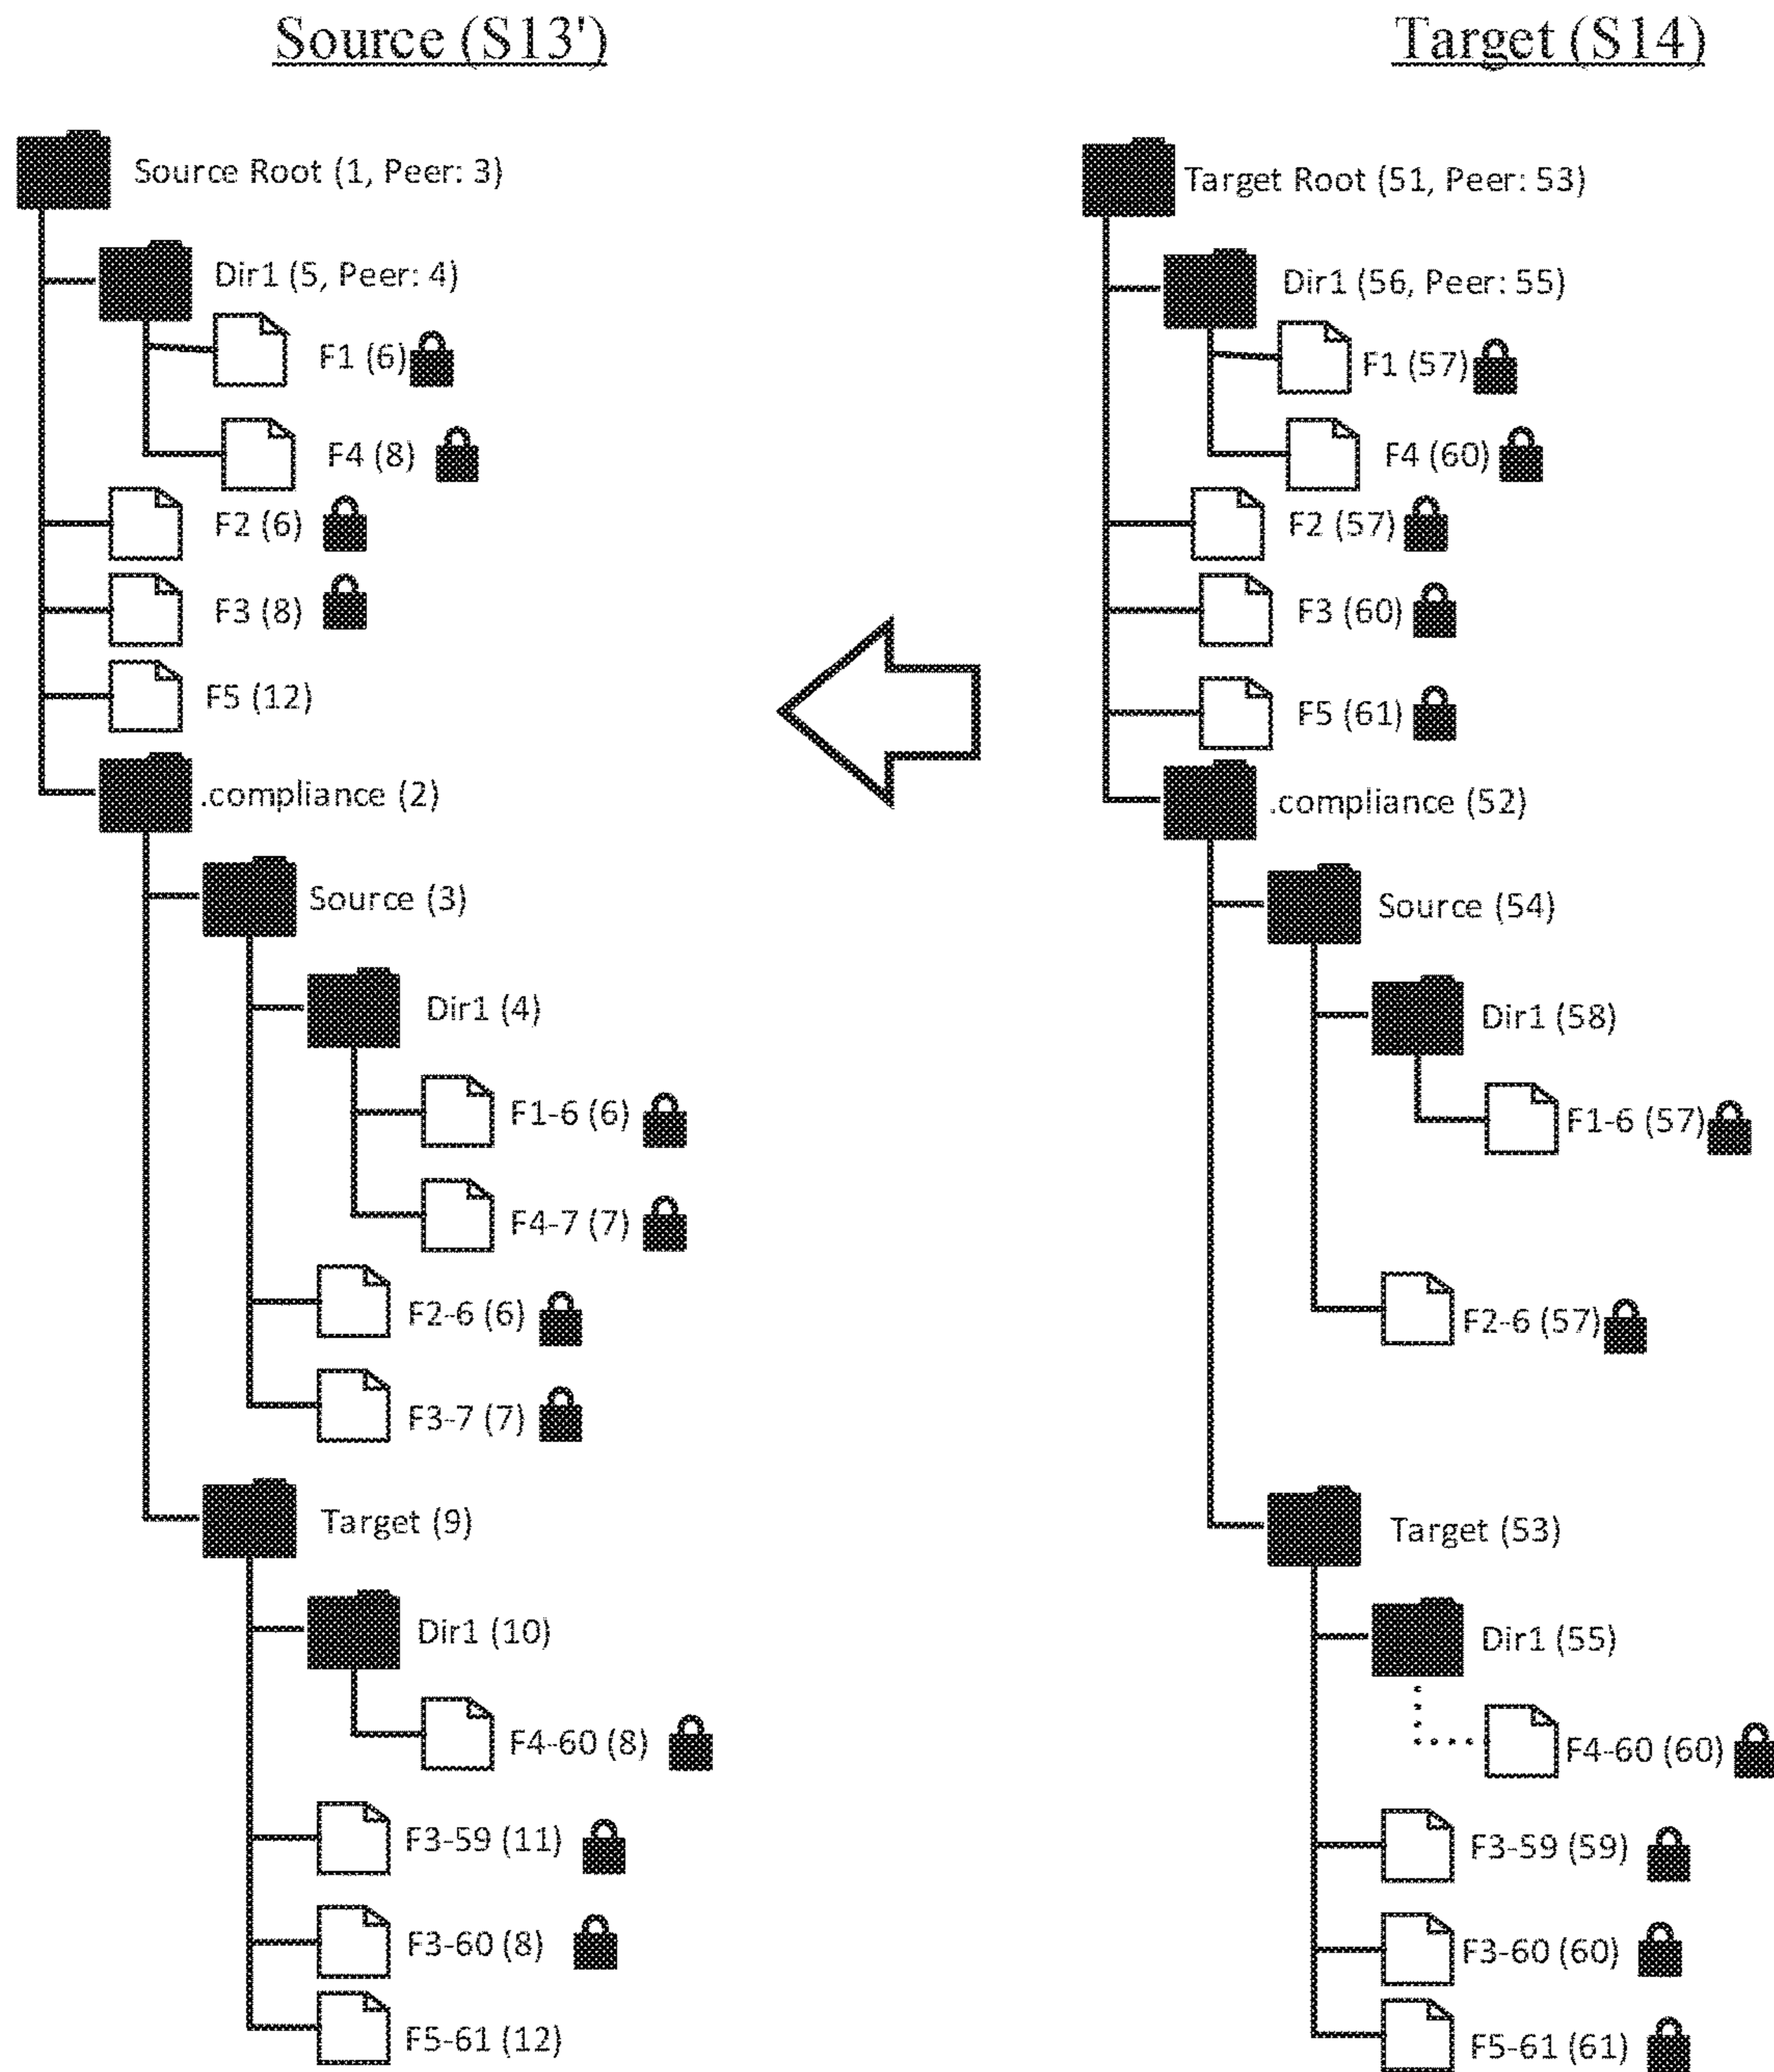 Source (S13')
Source Root (1, Peer: 3)
Dir1 (5, Peer: 4)
F1 (6)
F4 (8)
F2 (6)
F3 (8)
F5 (12)
.compliance (2)
Source (3)
Dir1 (4)
F1-6 (6)
F4-7 (7)
F2-6 (6)
F3-7 (7)
Target (9)
Dir1 (10)
F4-60 (8)
F3-59 (11)
F3-60 (8)
F5-61 (12)
Target (S14)
Target Root (51, Peer: 53)
Dir1 (56, Peer: 55)
F1 (57)
F4 (60)
F2 (57)
F3 (60)
F5 (61)
.compliance (52)
Source (54)
Dir1 (58)
F1-6 (57)
F2-6 (57)
Target (53)
Dir1 (55)
F4-60 (60)
F3-59 (59)
F3-60 (60)
F5-61 (61)